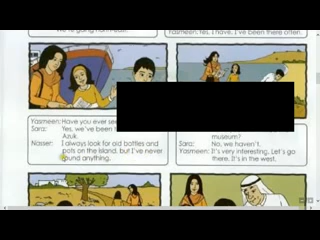 Yasmeen: Yes, I have. I've been there often.
Yasmeen: Have you ever see
Sara: Yes, we've been t
Azuk.
Nasser: I always look for old bottles and
pots on the island, but I've never
found anything.
museum?
Sara: No, we haven't.
Yasmeen: It's very interesting. Let's go
there. It's in the west.